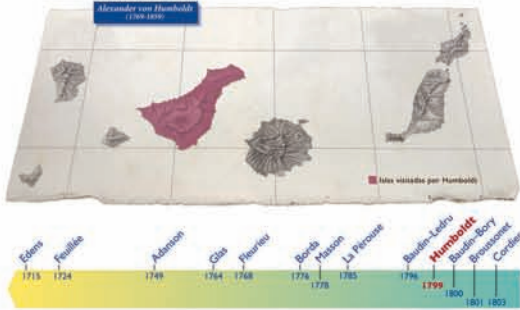 Alexander von Humboldt
(1769-1859)
Islas visitadas por Humboldt
Edens
Feuillée
Adanson
Glas
Fleurieu
Borda
Masson
La Pérouse
Baudin-Ledru
Humboldt
Baudin-Bory
Broussonet
Cordier
1715
1724
1749
1764
1768
1776
1778
1785
1796
1799
1800
1801
1803